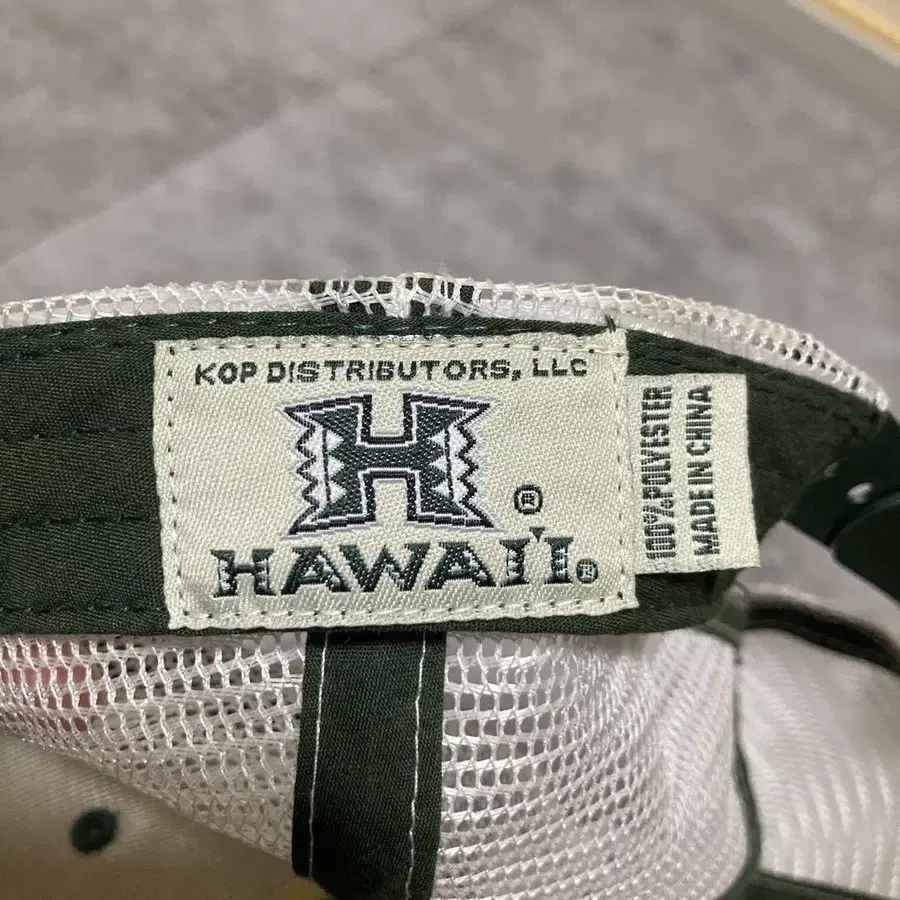 KOP DISTRIBUTORS, LLC
H ®
HAWAI'I ®
100% POLYESTER
MADE IN CHINA